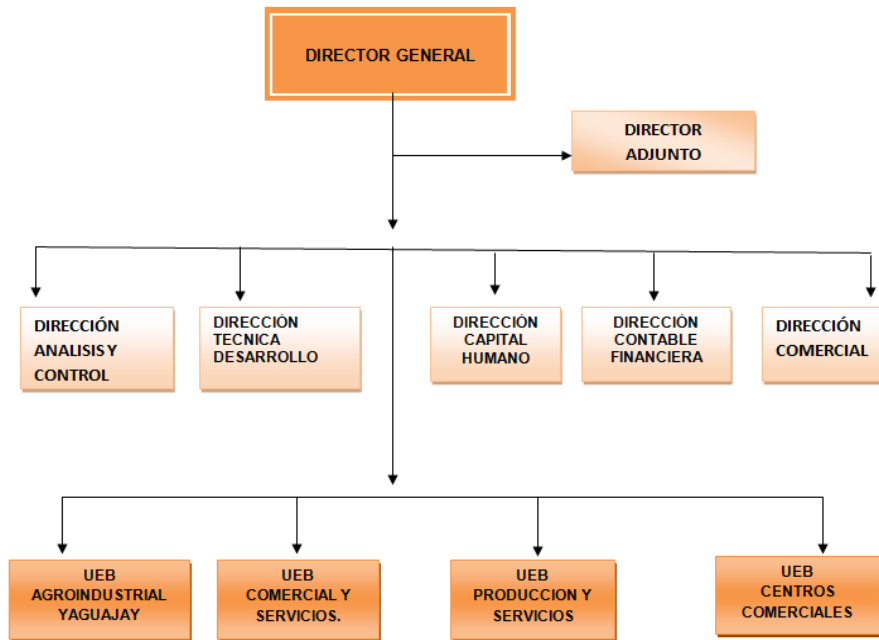 DIRECTOR GENERAL
DIRECTOR
ADJUNTO
DIRECCIÓN
ANALISIS Y
CONTROL
DIRECCIÓN
TECNICA
DESARROLLO
DIRECCIÓN
CAPITAL
HUMANO
DIRECCIÓN
CONTABLE
FINANCIERA
DIRECCIÓN
COMERCIAL
UEB
AGROINDUSTRIAL
YAGUAJAY
UEB
COMERCIAL Y
SERVICIOS.
UEB
PRODUCCION Y
SERVICIOS
UEB
CENTROS
COMERCIALES